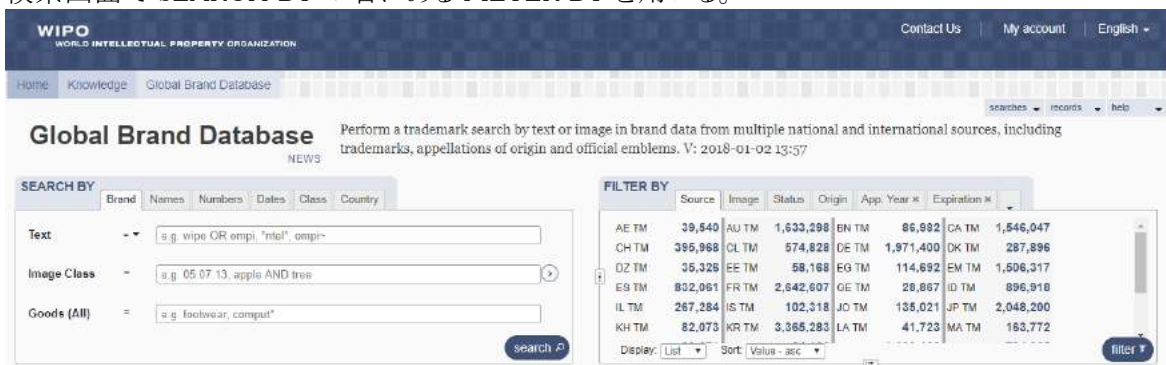 検索画面で SEARCH BY の右にある FILTER BY を用いる。
WIPO
WORLD INTELLECTUAL PROPERTY ORGANIZATION
Contact Us
My account
English
Home Knowledge Global Brand Database
searches records help
Global Brand Database
NEWS
Perform a trademark search by text or image in brand data from multiple national and international sources, including
trademarks, appellations of origin and official emblems. V: 2018-01-02 13:57
SEARCH BY
Brand Names Numbers Dates Class Country
Text
e.g. wipo OR ompi, "ntel", ompi~
Image Class =
e.g. 05.07.13, apple AND tree
Goods (All) =
e.g. footwear, comput*
search
FILTER BY
Source Image Status Origin App. Year × Expiration ×
AE TM 39,540 AU TM 1,633,298 BN TM 86,982 CA TM 1,546,047
CH TM 395,968 CL TM 574,828 DE TM 1,971,400 DK TM 287,896
DZ TM 35,326 EE TM 58,168 EG TM 114,692 EM TM 1,506,317
ES TM 832,061 FR TM 2,642,607 GE TM 28,867 ID TM 896,918
IL TM 267,284 IS TM 102,318 JO TM 135,021 JP TM 2,048,200
KH TM 82,073 KR TM 3,365,283 LA TM 41,723 MA TM 163,772
Display: List Sort: Value - asc
filter